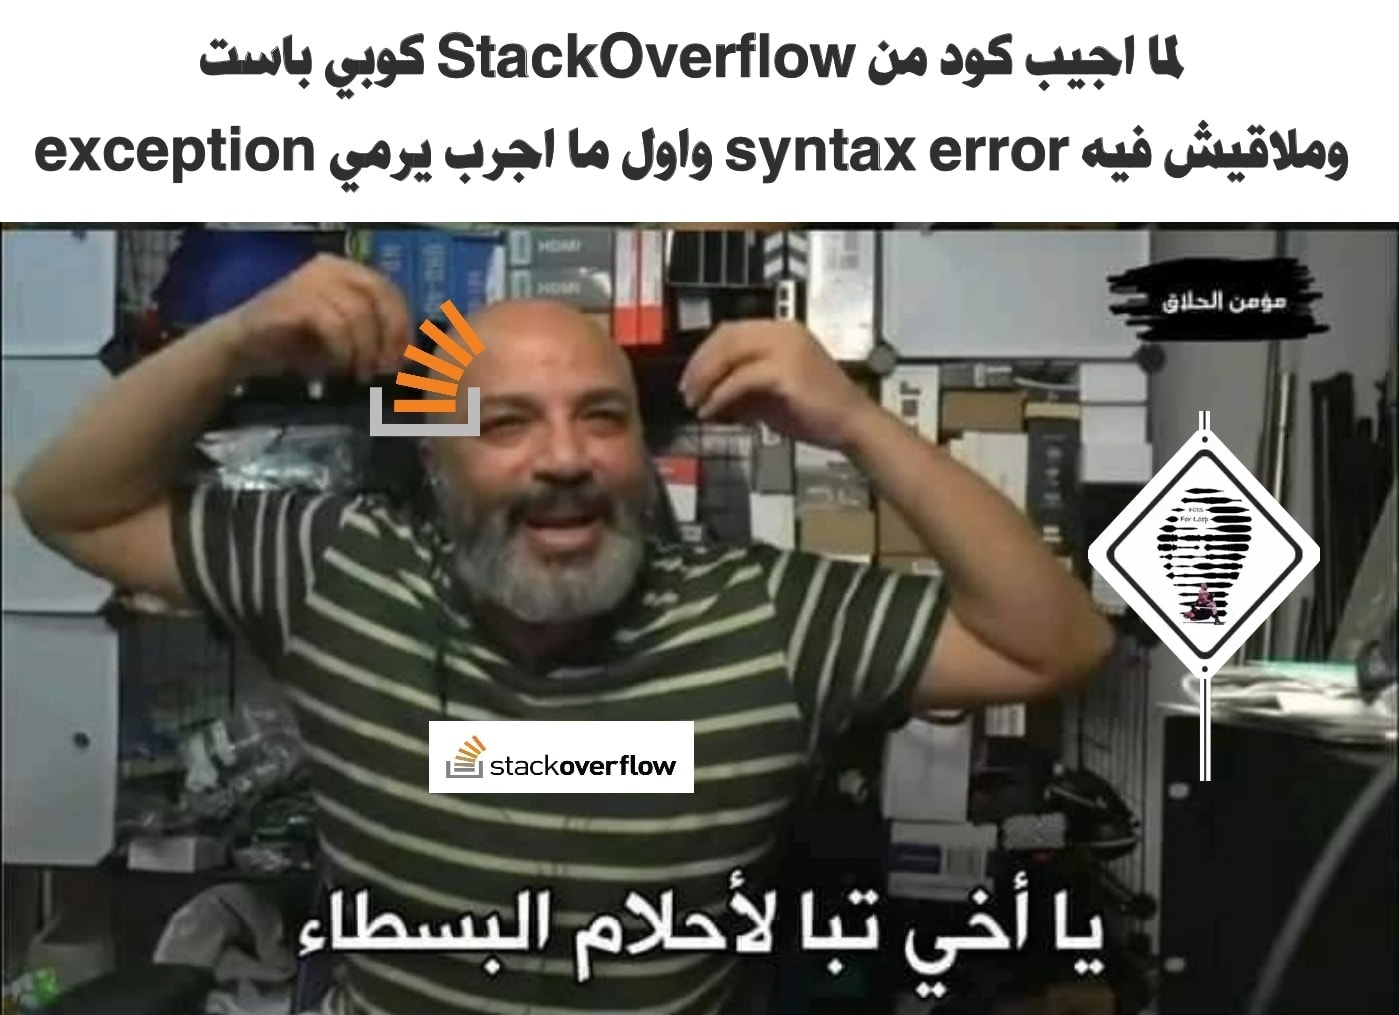 لما اجيب كود من StackOverflow كوبي باست
وملاقيش فيه syntax error واول ما اجرب يرمي exception
HDMI
HDMI
مؤمن الحلاق
FCIS
For Loop
stackoverflow
يا أخي تبا لأحلام البسطاء